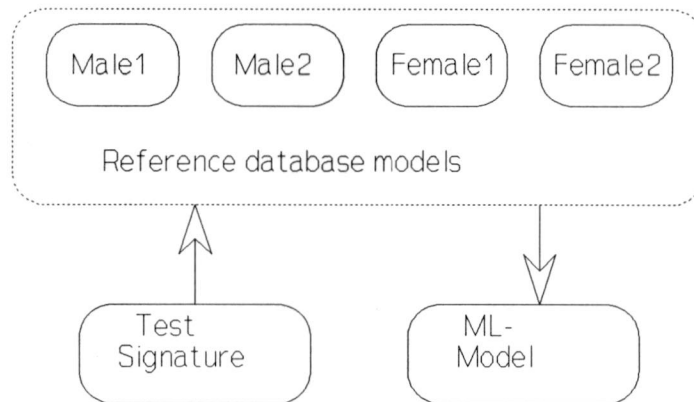 Male1 Male2 Female1 Female2
Reference database models
Test
Signature
ML-
Model